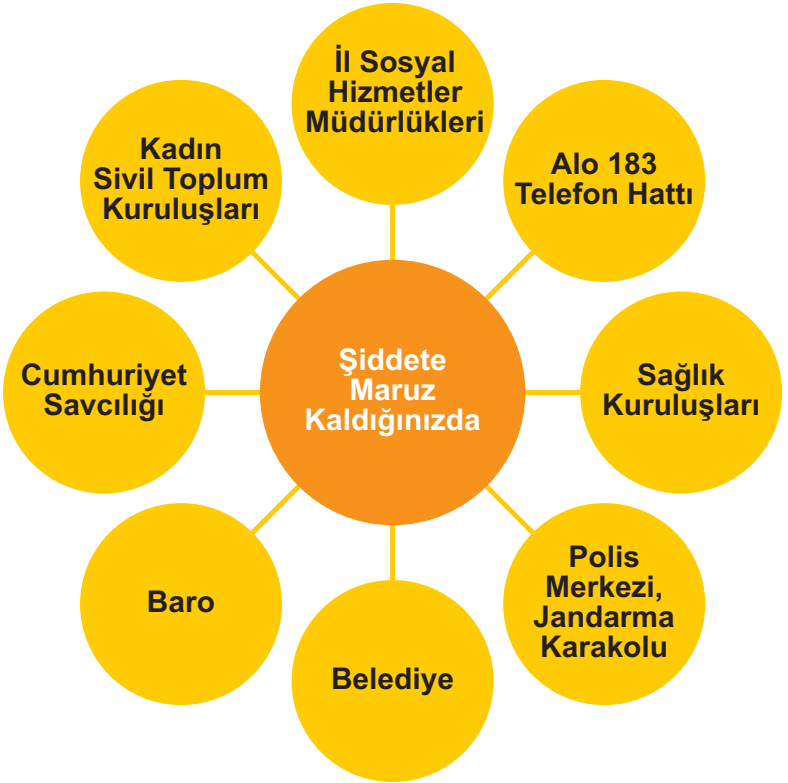 İl Sosyal
Hizmetler
Müdürlükleri
Alo 183
Telefon Hattı
Sağlık
Kuruluşları
Polis
Merkezi,
Jandarma
Karakolu
Belediye
Baro
Cumhuriyet
Savcılığı
Kadın
Sivil Toplum
Kuruluşları
Şiddete
Maruz
Kaldığınızda